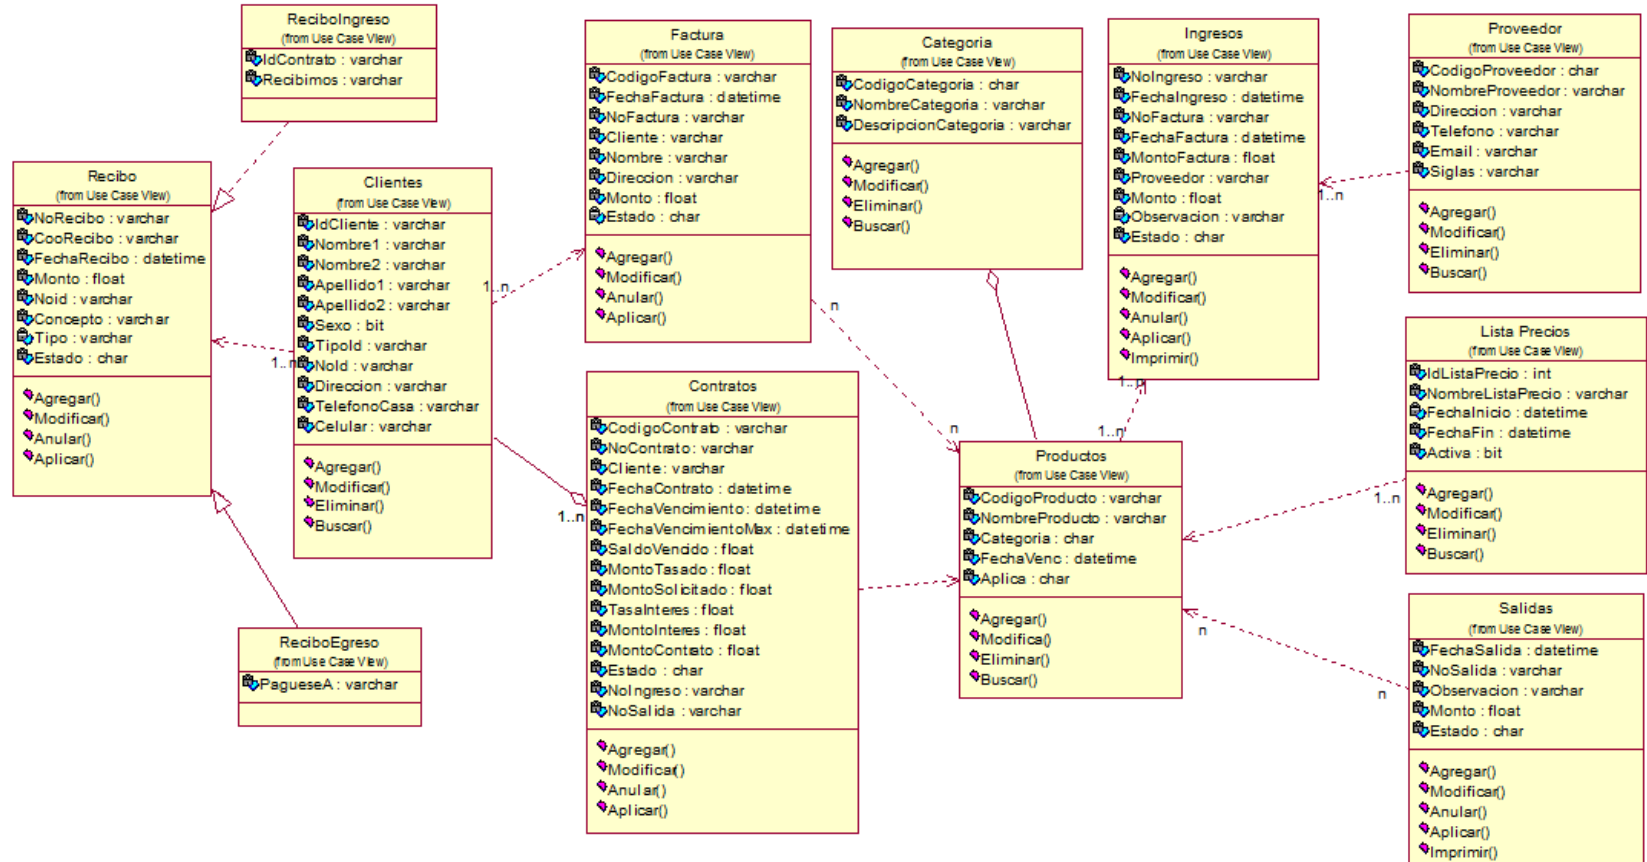 ReciboIngreso
(from Use Case View)
IdContrato : varchar
Recibimos : varchar
Recibo
(from Use Case View)
NoRecibo : varchar
CooRecibo : varchar
FechaRecibo : datetime
Monto : float
Noid : varchar
Concepto : varchar
Tipo : varchar
Estado : char
Agregar()
Modificar()
Anular()
Aplicar()
ReciboEgreso
(from Use Case View)
PagueseA : varchar
Clientes
(from Use Case View)
IdCliente : varchar
Nombre1 : varchar
Nombre2 : varchar
Apellido1 : varchar
Apellido2 : varchar
Sexo : bit
TipoId : varchar
NoId : varchar
Direccion : varchar
TelefonoCasa : varchar
Celular : varchar
Agregar()
Modificar()
Eliminar()
Buscar()
1..n
1..n
1..n
Factura
(from Use Case View)
CodigoFactura : varchar
FechaFactura : datetime
NoFactura : varchar
Cliente : varchar
Nombre : varchar
Direccion : varchar
Monto : float
Estado : char
Agregar()
Modificar()
Anular()
Aplicar()
n
n
Contratos
(from Use Case View)
CodigoContrato : varchar
NoContrato : varchar
Cliente : varchar
FechaContrato : datetime
FechaVencimiento : datetime
FechaVencimientoMax : datetime
SaldoVencido : float
MontoTasado : float
MontoSolicitado : float
TasaInteres : float
MontoInteres : float
MontoContrato : float
Estado : char
NoIngreso : varchar
NoSalida : varchar
Agregar()
Modificar()
Anular()
Aplicar()
Categoria
(from Use Case View)
CodigoCategoria : char
NombreCategoria : varchar
DescripcionCategoria : varchar
Agregar()
Modificar()
Eliminar()
Buscar()
Ingresos
(from Use Case View)
NoIngreso : varchar
FechaIngreso : datetime
NoFactura : varchar
FechaFactura : datetime
MontoFactura : float
Proveedor : varchar
Monto : float
Observacion : varchar
Estado : char
Agregar()
Modificar()
Anular()
Aplicar()
Imprimir()
1..n
1..n
1..n
Productos
(from Use Case View)
CodigoProducto : varchar
NombreProducto : varchar
Categoria : char
FechaVenc : datetime
Aplica : char
Agregar()
Modifica()
Eliminar()
Buscar()
Proveedor
(from Use Case View)
CodigoProveedor : char
NombreProveedor : varchar
Direccion : varchar
Telefono : varchar
Email : varchar
Siglas : varchar
Agregar()
Modificar()
Eliminar()
Buscar()
Lista Precios
(from Use Case View)
IdListaPrecio : int
NombreListaPrecio : varchar
FechaInicio : datetime
FechaFin : datetime
Activa : bit
Agregar()
Modificar()
Eliminar()
Buscar()
1..n
n
n
Salidas
(from Use Case View)
FechaSalida : datetime
NoSalida : varchar
Observacion : varchar
Monto : float
Estado : char
Agregar()
Modificar()
Anular()
Aplicar()
Imprimir()